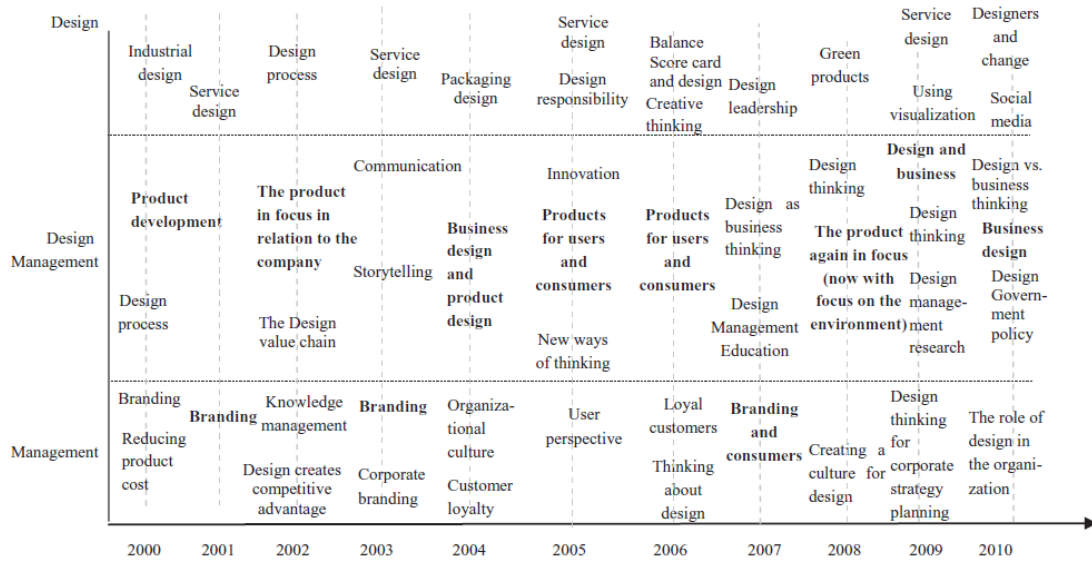 Design
Industrial
design
Service
design
Design
process
Service
design
Packaging
design
Service
design
Design
responsibility
Balance
Score card
and design
Creative
thinking
Design
leadership
Green
products
Service
design
Using
visualization
Designers
and
change
Social
media
Design
Management
Product
development
Design
process
The product
in focus in
relation to the
company
The Design
value chain
Communication
Storytelling
Business
design
and
product
design
Innovation
Products
for users
and
consumers
New ways
of thinking
Products
for users
and
consumers
Design as
business
thinking
Design
Management
Education
Design
thinking
The product
again in focus
(now with
focus on the
environment)
Design and
business
Design
thinking
Design
manage-
ment
research
Design vs.
business
thinking
Business
design
Design
Govern-
ment
policy
Management
Branding
Reducing
product
cost
Branding
Knowledge
management
Design creates
competitive
advantage
Branding
Corporate
branding
Organiza-
tional
culture
Customer
loyalty
User
perspective
Loyal
customers
Thinking
about
design
Branding
and
consumers
Creating a
culture for
design
Design
thinking
for
corporate
strategy
planning
The role of
design in
the organi-
zation
2000 2001 2002 2003 2004 2005 2006 2007 2008 2009 2010